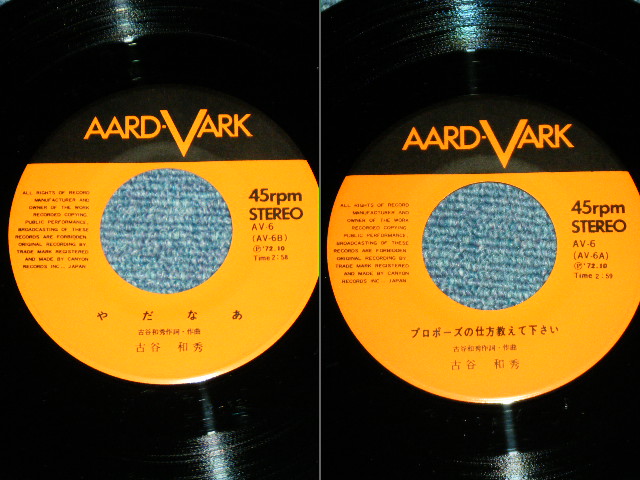 AARD-VARK
ALL RIGHTS OF RECORD
MANUFACTURER AND
OWNER OF THE WORK
RECORDED COPYING,
PUBLIC PERFORMANCE,
BROADCASTING OF THESE
RECORDS ARE FORBIDDEN.
ORIGINAL RECORDING BY.
TRADE MARK REGISTERED
AND MADE BY CANYON
RECORDS INC., JAPAN.
45rpm
STEREO
AV-6
(AV-6B)
Ⓟ'72.10
Time 2:58
やだなあ
古谷和秀作詞・作曲
古谷 和秀
AARD-VARK
ALL RIGHTS OF RECORD
MANUFACTURER AND
OWNER OF THE WORK
RECORDED COPYING,
PUBLIC PERFORMANCE,
BROADCASTING OF THESE
RECORDS ARE FORBIDDEN.
ORIGINAL RECORDING BY.
TRADE MARK REGISTERED
AND MADE BY CANYON
RECORDS INC., JAPAN.
45rpm
STEREO
AV-6
(AV-6A)
Ⓟ'72.10
Time 2:59
プロポーズの仕方教えて下さい
古谷和秀作詞・作曲
古谷 和秀